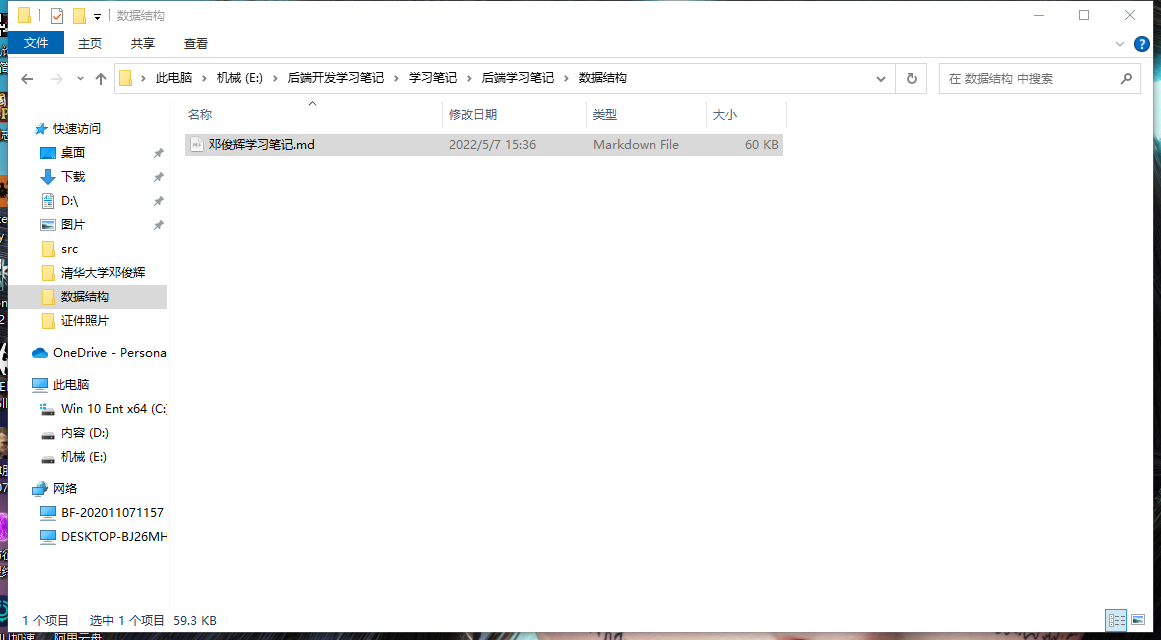 数据结构
文件 主页 共享 查看
此电脑 机械 (E:) 后端开发学习笔记 学习笔记 后端学习笔记 数据结构
在 数据结构 中搜索
名称 修改日期 类型 大小
邓俊辉学习笔记.md 2022/5/7 15:36 Markdown File 60 KB
快速访问
桌面
下载
D:\
图片
src
清华大学邓俊辉
数据结构
证件照片
OneDrive - Persona
此电脑
Win 10 Ent x64 (C:
内容 (D:)
机械 (E:)
网络
BF-202011071157
DESKTOP-BJ26MH
1 个项目 选中 1 个项目 59.3 KB